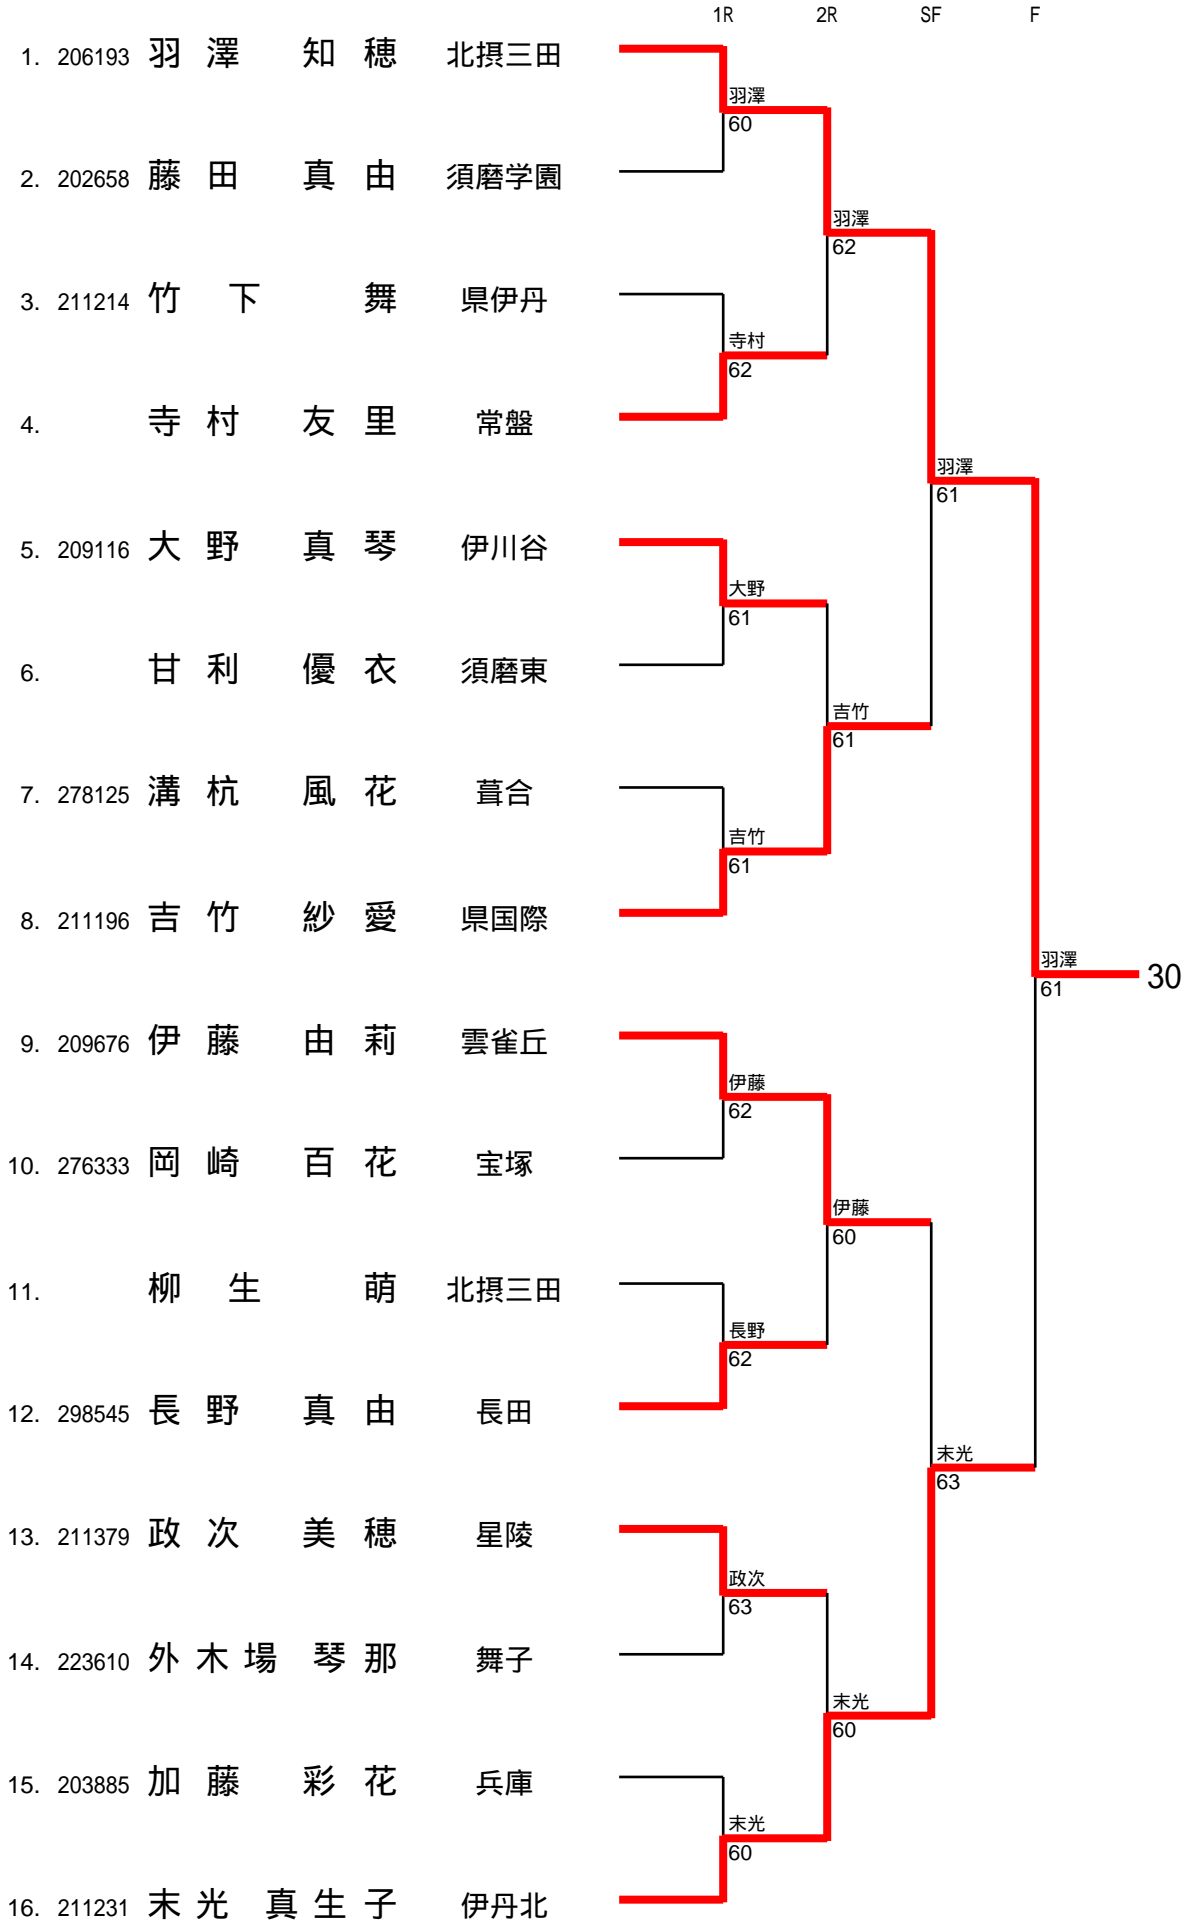 1R 2R SF F
1. 206193 羽澤 知穂 北摂三田
羽澤
60
2. 202658 藤田 真由 須磨学園
羽澤
62
3. 211214 竹下 舞 県伊丹
寺村
62
4. 寺村 友里 常盤
羽澤
61
5. 209116 大野 真琴 伊川谷
大野
61
6. 甘利 優衣 須磨東
吉竹
61
7. 278125 溝杭 風花 葺合
吉竹
61
8. 211196 吉竹 紗愛 県国際
羽澤
61 30
9. 209676 伊藤 由莉 雲雀丘
伊藤
62
10. 276333 岡崎 百花 宝塚
伊藤
60
11. 柳生 萌 北摂三田
長野
62
12. 298545 長野 真由 長田
末光
63
13. 211379 政次 美穂 星陵
政次
63
14. 223610 外木場 琴那 舞子
末光
60
15. 203885 加藤 彩花 兵庫
末光
60
16. 211231 末光 真生子 伊丹北